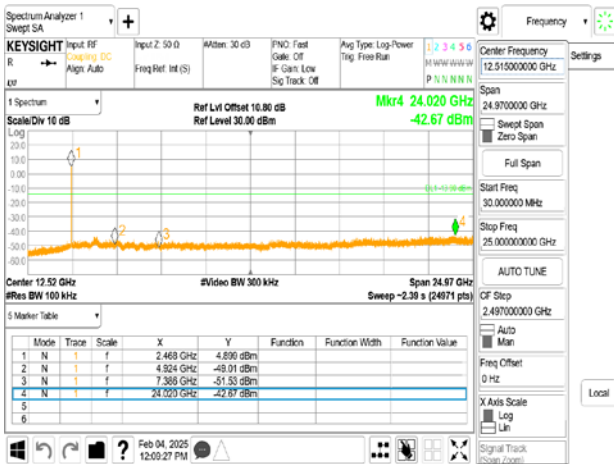 Spectrum Analyzer 1
Swept SA
Frequency
KEYSIGHT
Input: RF
Coupling: DC
Align: Auto
Input Z: 50 Ω
Freq Ref: Int (S)
#Atten: 30 dB
PNO: Fast
Gate: Off
IF Gain: Low
Sig Track: Off
Avg Type: Log-Power
Trig: Free Run
1 2 3 4 5 6
M W W W W W
P N N N N N
R
Settings
Center Frequency
12.515000000 GHz
Span
24.9700000 GHz
Swept Span
Zero Span
Full Span
Start Freq
30.000000 MHz
Stop Freq
25.000000000 GHz
AUTO TUNE
CF Step
2.497000000 GHz
Auto
Man
Freq Offset
0 Hz
X Axis Scale
Log
Lin
Signal Track
(Span Zoom)
Local
1 Spectrum
Scale/Div 10 dB
Ref Lvl Offset 10.80 dB
Ref Level 30.00 dBm
Mkr4 24.020 GHz
-42.67 dBm
Log
20.0
10.0
0.00
-10.0
-20.0
-30.0
-40.0
-50.0
-60.0
1
2
3
4
Center 12.52 GHz
#Res BW 100 kHz
#Video BW 300 kHz
Span 24.97 GHz
Sweep ~2.39 s (24971 pts)
5 Marker Table
Mode Trace Scale X Y Function Function Width Function Value
1 N 1 f 2.468 GHz 4.899 dBm
2 N 1 f 4.924 GHz -49.01 dBm
3 N 1 f 7.386 GHz -51.53 dBm
4 N 1 f 24.020 GHz -42.67 dBm
5
6
?
Feb 04, 2025
12:09:27 PM